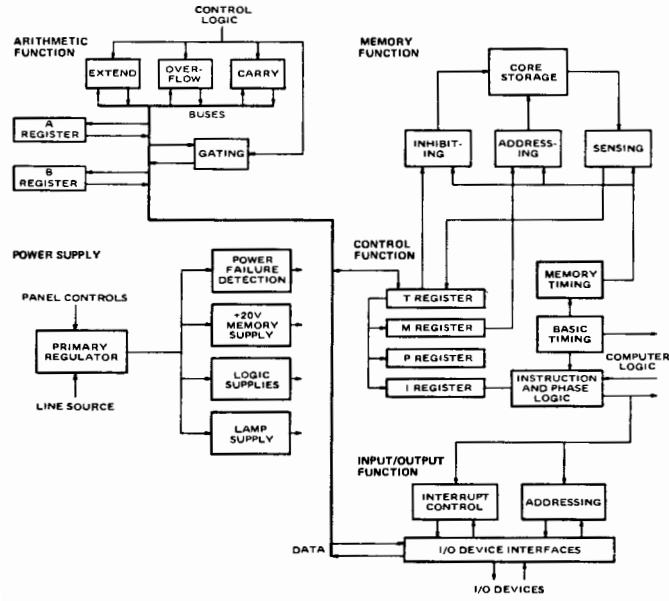 CONTROL
LOGIC
ARITHMETIC
FUNCTION
EXTEND
OVER-
FLOW
CARRY
BUSES
A
REGISTER
B
REGISTER
GATING
MEMORY
FUNCTION
CORE
STORAGE
INHIBIT-
ING
ADDRESS-
ING
SENSING
POWER SUPPLY
PANEL CONTROLS
PRIMARY
REGULATOR
LINE SOURCE
POWER
FAILURE
DETECTION
+20V
MEMORY
SUPPLY
LOGIC
SUPPLIES
LAMP
SUPPLY
CONTROL
FUNCTION
T REGISTER
M REGISTER
P REGISTER
I REGISTER
MEMORY
TIMING
BASIC
TIMING
COMPUTER
LOGIC
INSTRUCTION
AND PHASE
LOGIC
INPUT/OUTPUT
FUNCTION
INTERRUPT
CONTROL
ADDRESSING
DATA
I/O DEVICE INTERFACES
I/O DEVICES